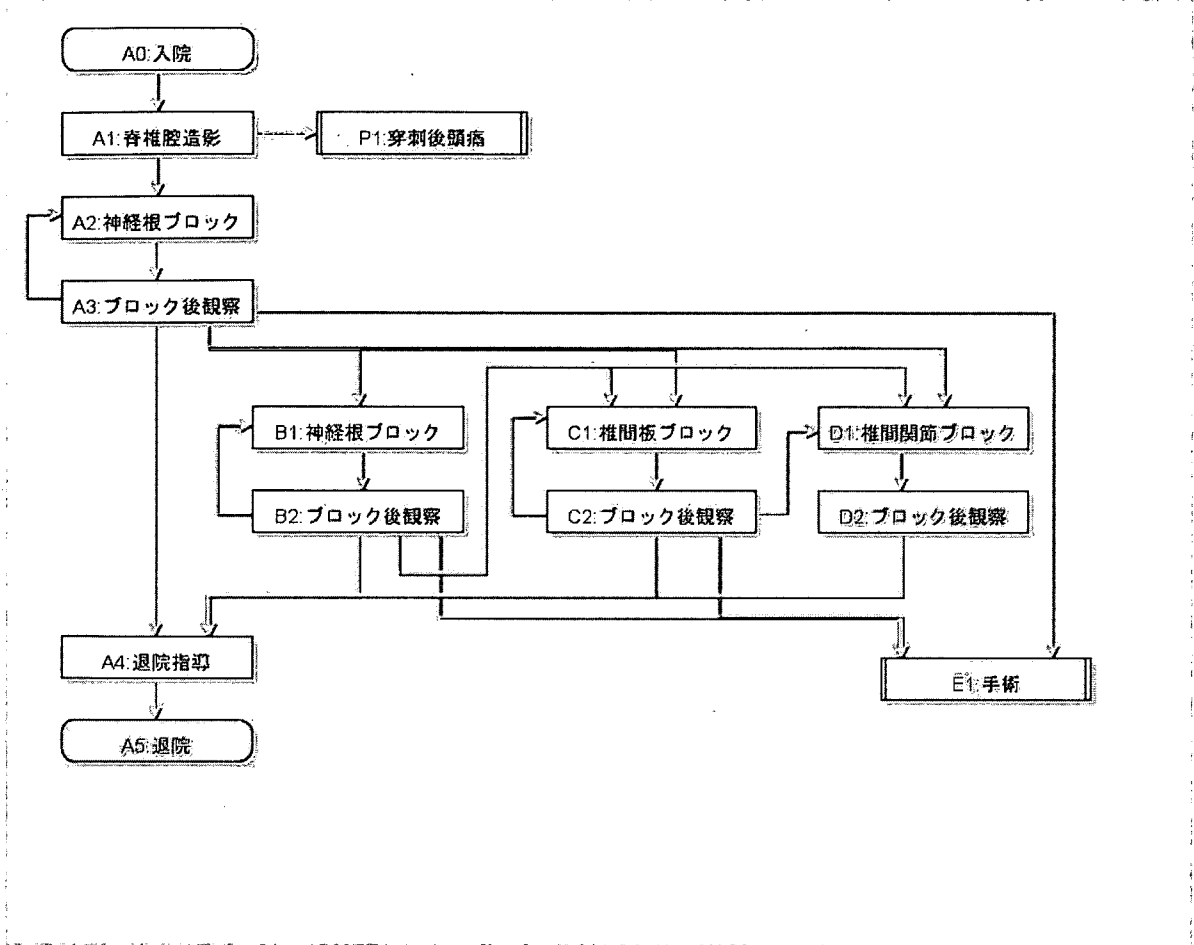 A0:入院
A1:脊椎腔造影
P1:穿刺後頭痛
A2:神経根ブロック
A3:ブロック後観察
B1:神経根ブロック
C1:椎間板ブロック
D1:椎間関節ブロック
B2:ブロック後観察
C2:ブロック後観察
D2:ブロック後観察
A4:退院指導
E1:手術
A5:退院